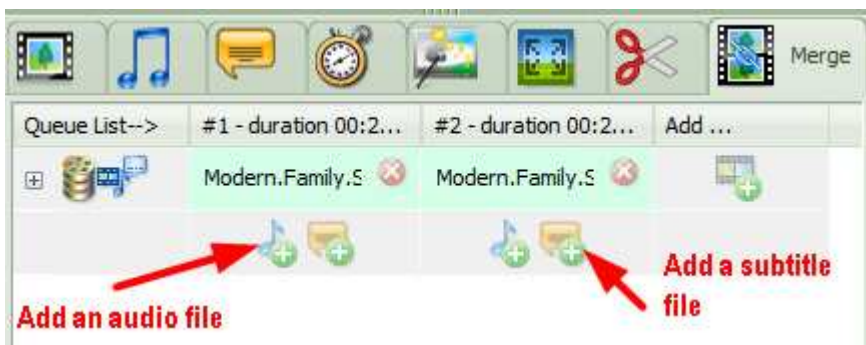 Merge
Queue List-->  #1 - duration 00:2...  #2 - duration 00:2...  Add ...
Modern.Family.S  Modern.Family.S
Add an audio file
Add a subtitle
file